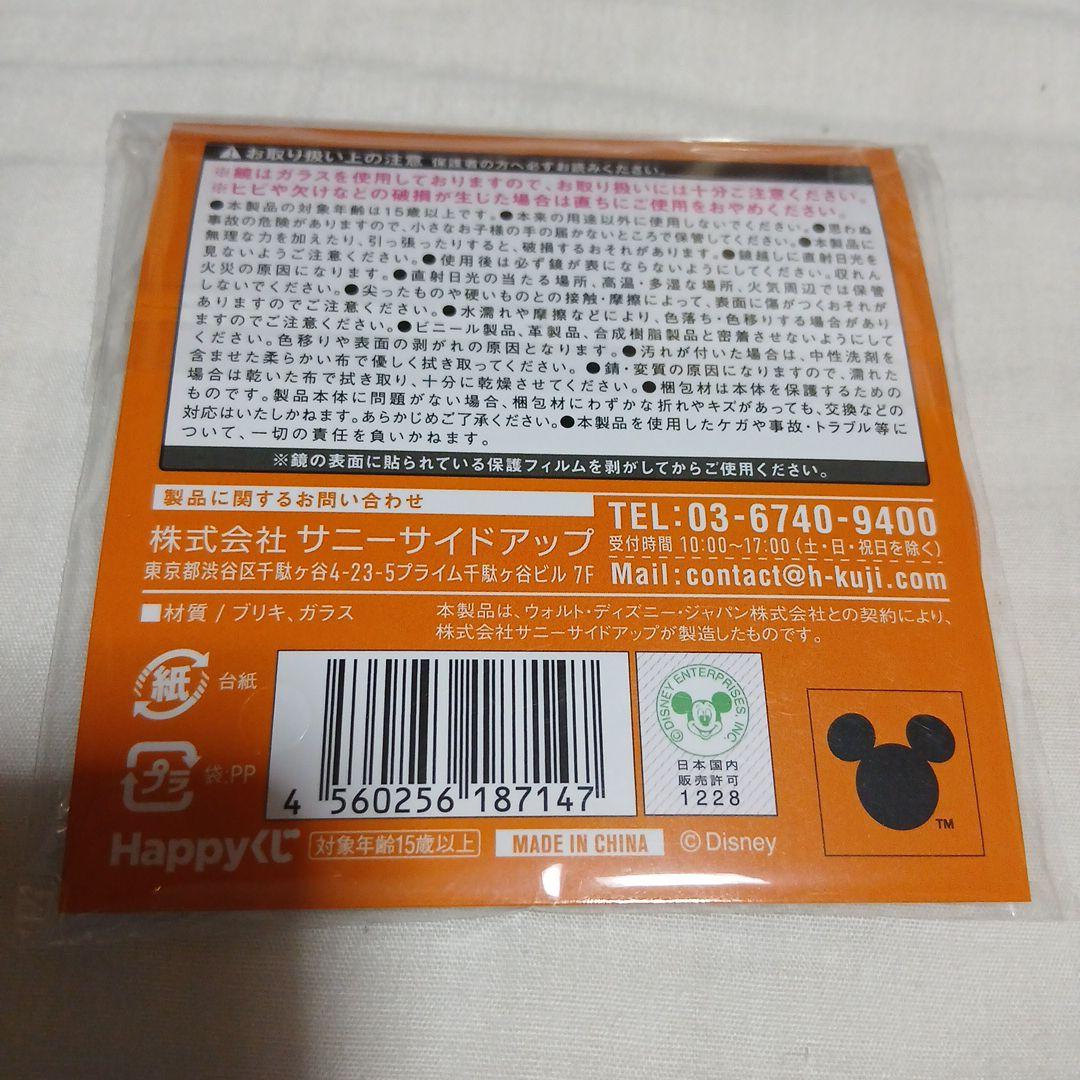 お取り扱い上の注意 保護者の方へ必ずお読みください。
※鏡はガラスを使用しておりますので、お取り扱いには十分ご注意ください。
※ヒビや欠けなどの破損が生じた場合は直ちにご使用をおやめください。
●本製品の対象年齢は15歳以上です。●本来の用途以外に使用しないでください。●思わぬ
事故の危険がありますので、小さなお子様の手の届かないところで保管してください。●本製品に
無理な力を加えたり、引っ張ったりすると、破損するおそれがあります。●鏡越しに直射日光を
見ないようご注意ください。●使用後は必ず鏡が表にならないようにしてください。収れん
火災の原因になります。●直射日光の当たる場所、高温・多湿な場所、火気周辺では保管
しないでください。●尖ったものや硬いものとの接触・摩擦によって、表面に傷がつくおそれが
ありますのでご注意ください。●水濡れや摩擦などにより、色落ち・色移りする場合があり
ますのでご注意ください。●ビニール製品、革製品、合成樹脂製品と密着させないようにして
ください。色移りや表面の剥がれの原因となります。●汚れが付いた場合は、中性洗剤を
含ませた柔らかい布で優しく拭き取ってください。●錆・変質の原因になりますので、濡れた
場合は乾いた布で拭き取り、十分に乾燥させてください。●梱包材は本体を保護するための
ものです。製品本体に問題がない場合、梱包材にわずかな折れやキズがあっても、交換などの
対応はいたしかねます。あらかじめご了承ください。●本製品を使用したケガや事故・トラブル等に
ついて、一切の責任を負いかねます。
※鏡の表面に貼られている保護フィルムを剥がしてからご使用ください。
製品に関するお問い合わせ
株式会社 サニーサイドアップ
東京都渋谷区千駄ヶ谷4-23-5プライム千駄ヶ谷ビル 7F
TEL:03-6740-9400
受付時間 10:00〜17:00（土・日・祝日を除く）
Mail:contact@h-kuji.com
■材質 / ブリキ、ガラス
本製品は、ウォルト・ディズニー・ジャパン株式会社との契約により、
株式会社サニーサイドアップが製造したものです。
紙 台紙
プラ 袋:PP
4 560256 187147
©DISNEY ENTERPRISES, INC.
日本国内
販売許可
1228
TM
Happyくじ 対象年齢15歳以上 MADE IN CHINA ©Disney